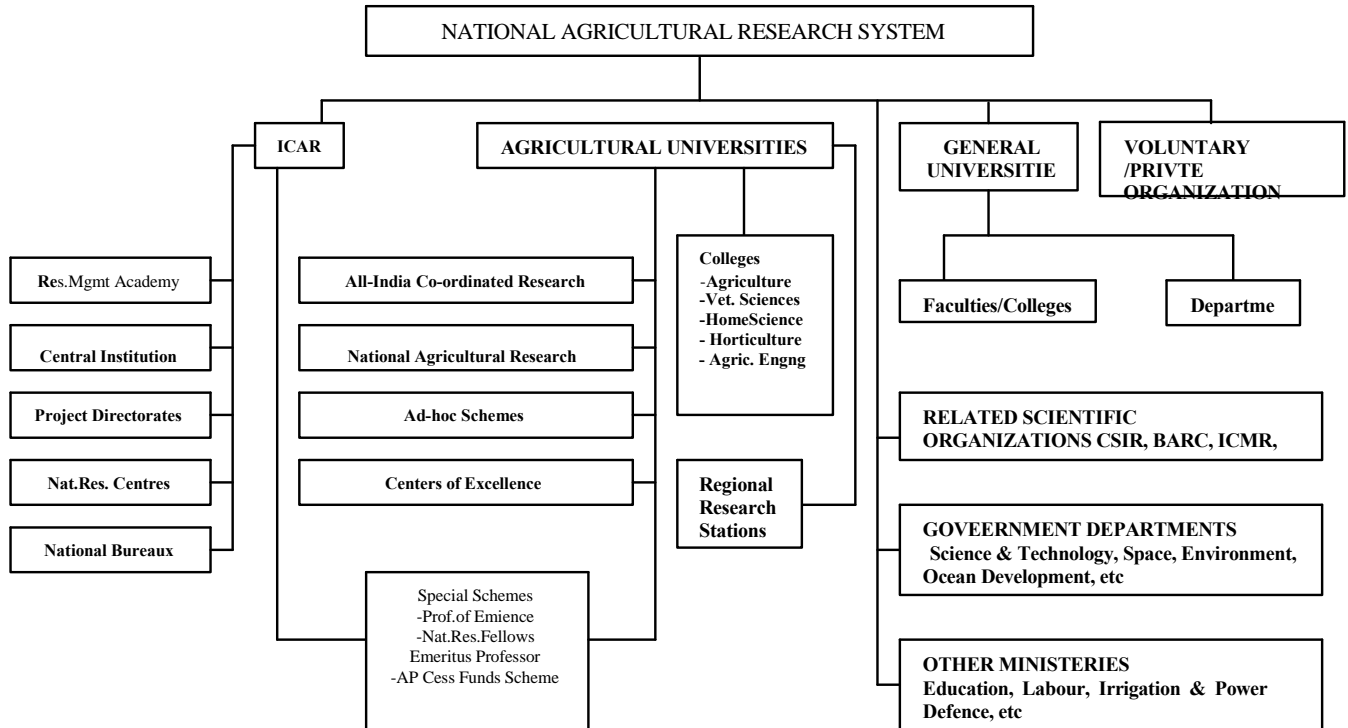 NATIONAL AGRICULTURAL RESEARCH SYSTEM
ICAR
AGRICULTURAL UNIVERSITIES
GENERAL
UNIVERSITIE
VOLUNTARY
/PRIVTE
ORGANIZATION
Res.Mgmt Academy
Central Institution
Project Directorates
Nat.Res. Centres
National Bureaux
All-India Co-ordinated Research
National Agricultural Research
Ad-hoc Schemes
Centers of Excellence
Special Schemes
-Prof.of Emience
-Nat.Res.Fellows
Emeritus Professor
-AP Cess Funds Scheme
Colleges
-Agriculture
-Vet. Sciences
-HomeScience
- Horticulture
- Agric. Engng
Regional
Research
Stations
Faculties/Colleges
Departme
RELATED SCIENTIFIC
ORGANIZATIONS CSIR, BARC, ICMR,
GOVEERNMENT DEPARTMENTS
Science & Technology, Space, Environment,
Ocean Development, etc
OTHER MINISTERIES
Education, Labour, Irrigation & Power
Defence, etc